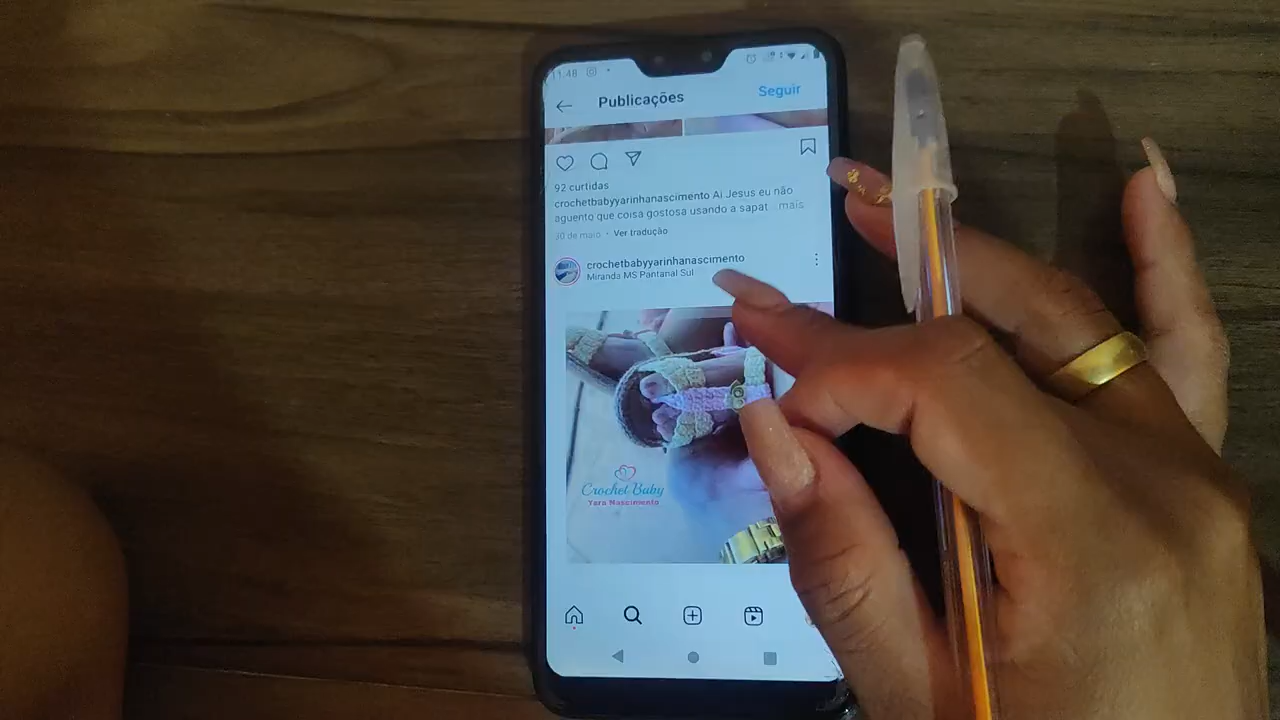 11:48
Publicações
Seguir
92 curtidas
crochetbabyyarinhanascimento Ai Jesus eu não
aguento que coisa gostosa usando a sapat... mais
30 de maio • Ver tradução
crochetbabyyarinhanascimento
Miranda MS Pantanal Sul
Crochet Baby
Yara Nascimento